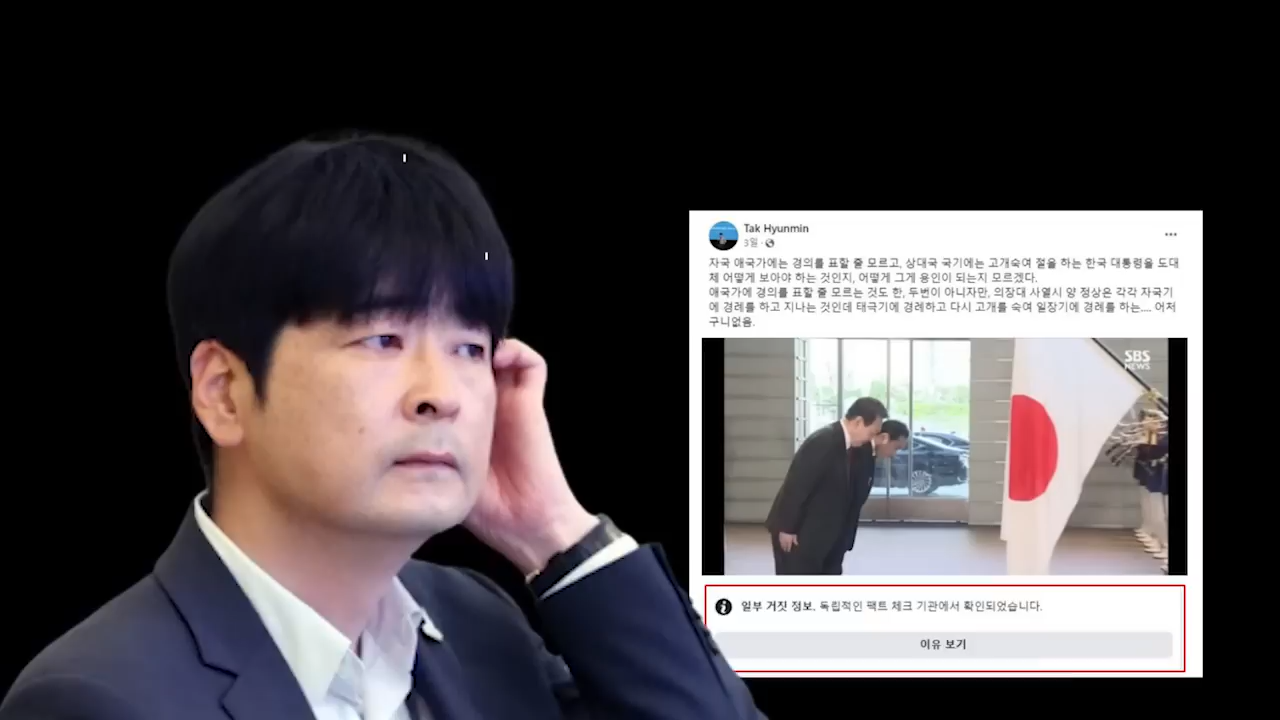 Tak Hyunmin
3일 ·
자국 애국가에는 경의를 표할 줄 모르고, 상대국 국기에는 고개숙여 절을 하는 한국 대통령을 도대
체 어떻게 보아야 하는 것인지, 어떻게 그게 용인이 되는지 모르겠다.
애국가에 경의를 표할 줄 모르는 것도 한, 두번이 아니자만, 의장대 사열시 양 정상은 각각 자국기
에 경례를 하고 지나는 것인데 태극기에 경례하고 다시 고개를 숙여 일장기에 경례를 하는.... 어저
구니없음.
SBS
NEWS
일부 거짓 정보. 독립적인 팩트 체크 기관에서 확인되었습니다.
이유 보기